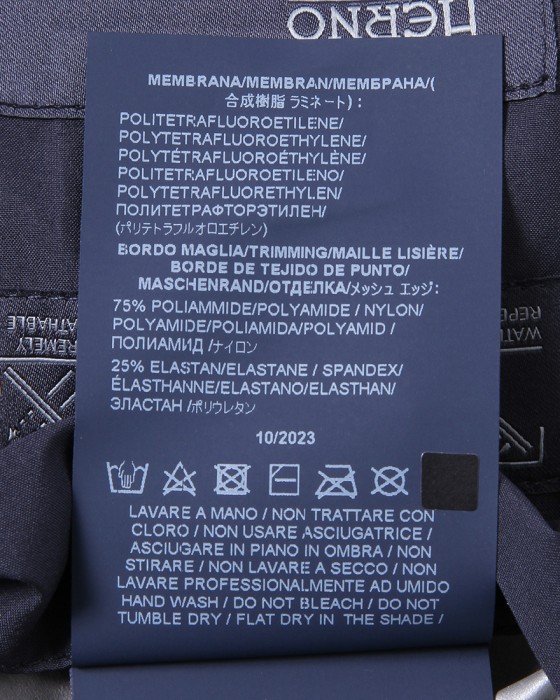 HERNO
MEMBRANA/MEMBRAN/МЕМБРАНА/(
合成樹脂 ラミネート):
POLITETRAFLUOROETILENE/
POLYTETRAFLUOROETHYLENE/
POLYTÉTRAFLUOROÉTHYLÈNE/
POLITETRAFLUOROETILENO/
POLYTETRAFLUORETHYLEN/
ПОЛИТЕТРАФТОРЭТИЛЕН/
(パリテトラフルオロエチレン)
BORDO MAGLIA/TRIMMING/MAILLE LISIÈRE/
BORDE DE TEJIDO DE PUNTO/
MASCHENRAND/ОТДЕЛКА/メッシュ エッジ:
75% POLIAMMIDE/POLYAMIDE / NYLON/
POLYAMIDE/POLIAMIDA/POLYAMID /
ПОЛИАМИД /ナイロン
25% ELASTAN/ELASTANE / SPANDEX/
ÉLASTHANNE/ELASTANO/ELASTHAN/
ЭЛАСТАН /ポリウレタン
10/2023
LAVARE A MANO / NON TRATTARE CON
CLORO / NON USARE ASCIUGATRICE /
ASCIUGARE IN PIANO IN OMBRA / NON
STIRARE / NON LAVARE A SECCO / NON
LAVARE PROFESSIONALMENTE AD UMIDO
HAND WASH / DO NOT BLEACH / DO NOT
TUMBLE DRY / FLAT DRY IN THE SHADE /